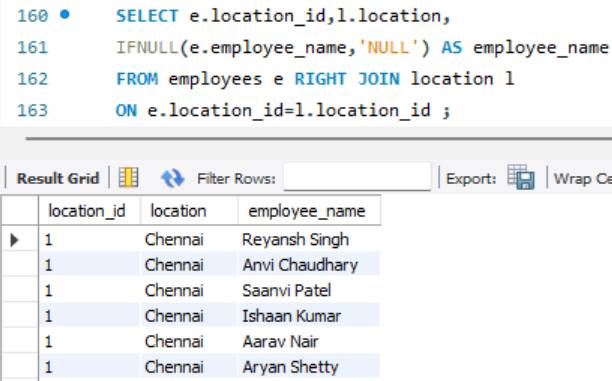 160 SELECT e.location_id,l.location,
161 IFNULL(e.employee_name,'NULL') AS employee_name
162 FROM employees e RIGHT JOIN location l
163 ON e.location_id=l.location_id ;
Result Grid Filter Rows: Export: Wrap Ce
location_id location employee_name
1 Chennai Reyansh Singh
1 Chennai Anvi Chaudhary
1 Chennai Saanvi Patel
1 Chennai Ishaan Kumar
1 Chennai Aarav Nair
1 Chennai Aryan Shetty